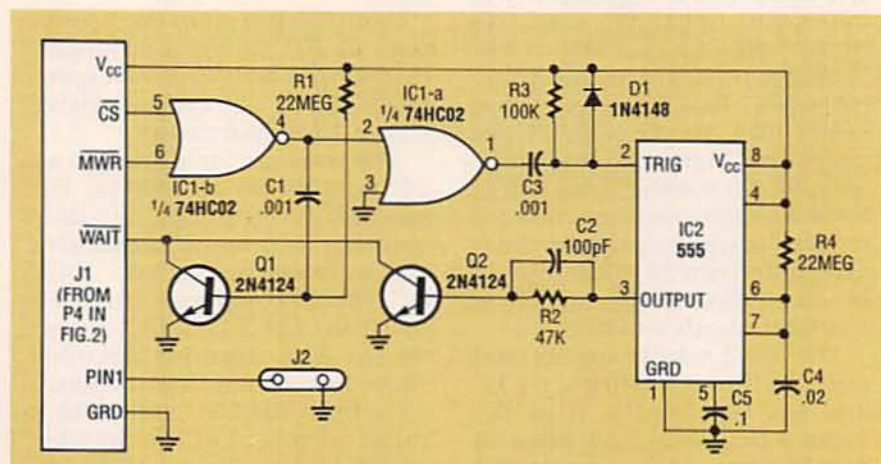 VCC
CS
MWR
WAIT
J1
(FROM
P4 IN
FIG.2)
PIN1
GRD
5
6
4
IC1-b
1/4 74HC02
R1
22MEG
C1
.001
IC1-a
1/4 74HC02
2
3
1
R3
100K
C3
.001
D1
1N4148
Q1
2N4124
Q2
2N4124
C2
100pF
R2
47K
J2
2 TRIG
VCC 8
4
IC2
555
3 OUTPUT
6
7
GRD
1
5
C5
.1
R4
22MEG
C4
.02